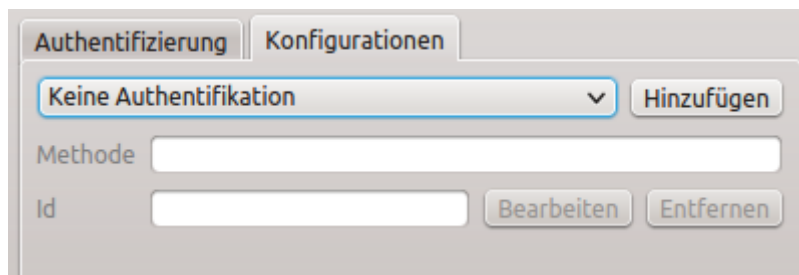 Authentifizierung Konfigurationen
Keine Authentifikation Hinzufügen
Methode
Id Bearbeiten Entfernen